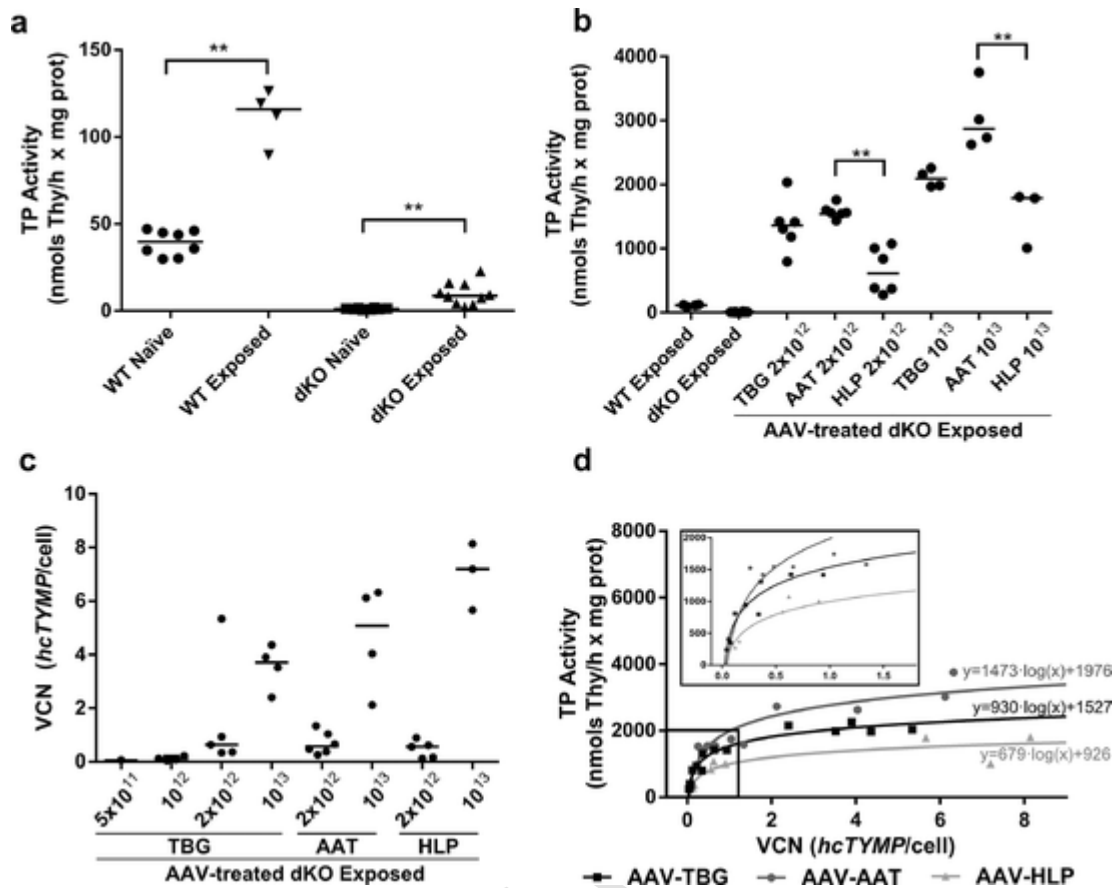 a
TP Activity
(nmols Thy/h x mg prot)
150
100
50
0
**
**
WT Naïve
WT Exposed
dKO Naïve
dKO Exposed
b
TP Activity
(nmols Thy/h x mg prot)
4000
3000
2000
1000
0
**
**
WT Exposed
dKO Exposed
TBG 2x10¹²
AAT 2x10¹²
HLP 2x10¹²
TBG 10¹³
AAT 10¹³
HLP 10¹³
AAV-treated dKO Exposed
c
VCN (hcTYMP/cell)
10
8
6
4
2
0
5x10¹¹
10¹²
2x10¹²
10¹³
2x10¹²
10¹³
2x10¹²
10¹³
TBG AAT HLP
AAV-treated dKO Exposed
d
TP Activity
(nmols Thy/h x mg prot)
8000
6000
4000
2000
0
2000
1500
1000
500
0
0.0 0.5 1.0 1.5
y=1473·log(x)+1976
y=930·log(x)+1527
y=679·log(x)+926
0 2 4 6 8
VCN (hcTYMP/cell)
AAV-TBG AAV-AAT AAV-HLP